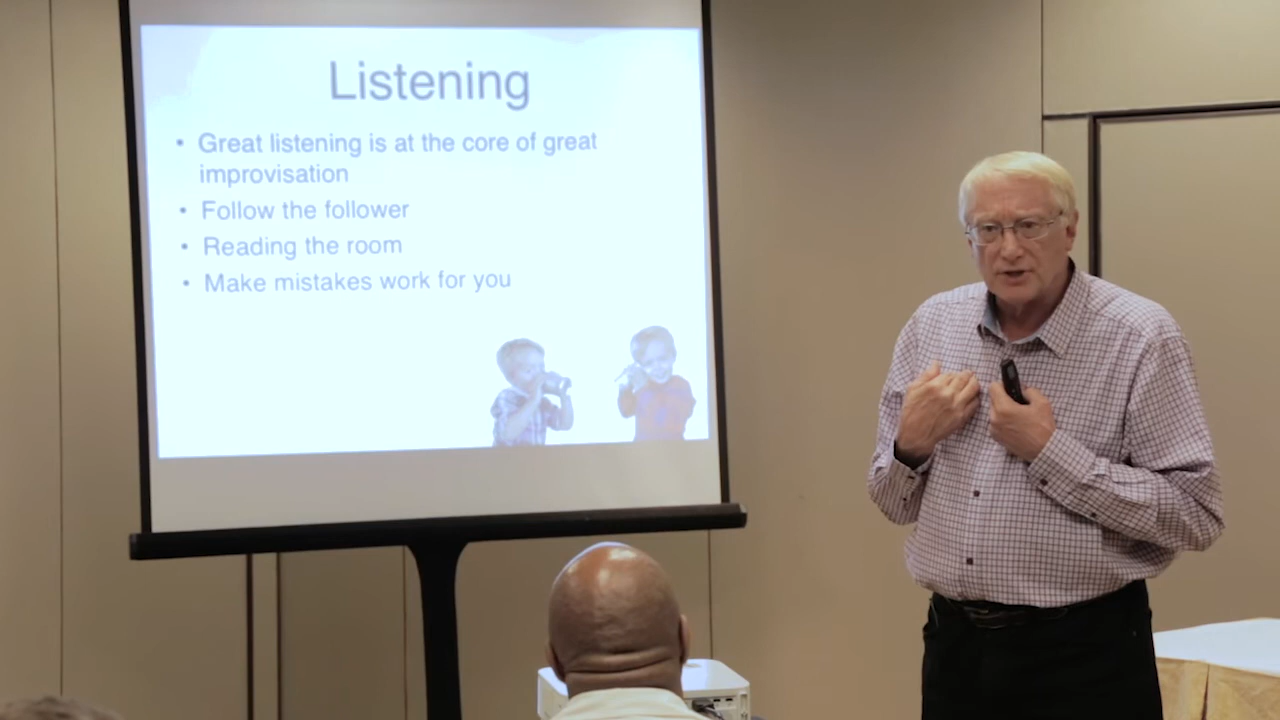 Listening
• Great listening is at the core of great
improvisation
• Follow the follower
• Reading the room
• Make mistakes work for you